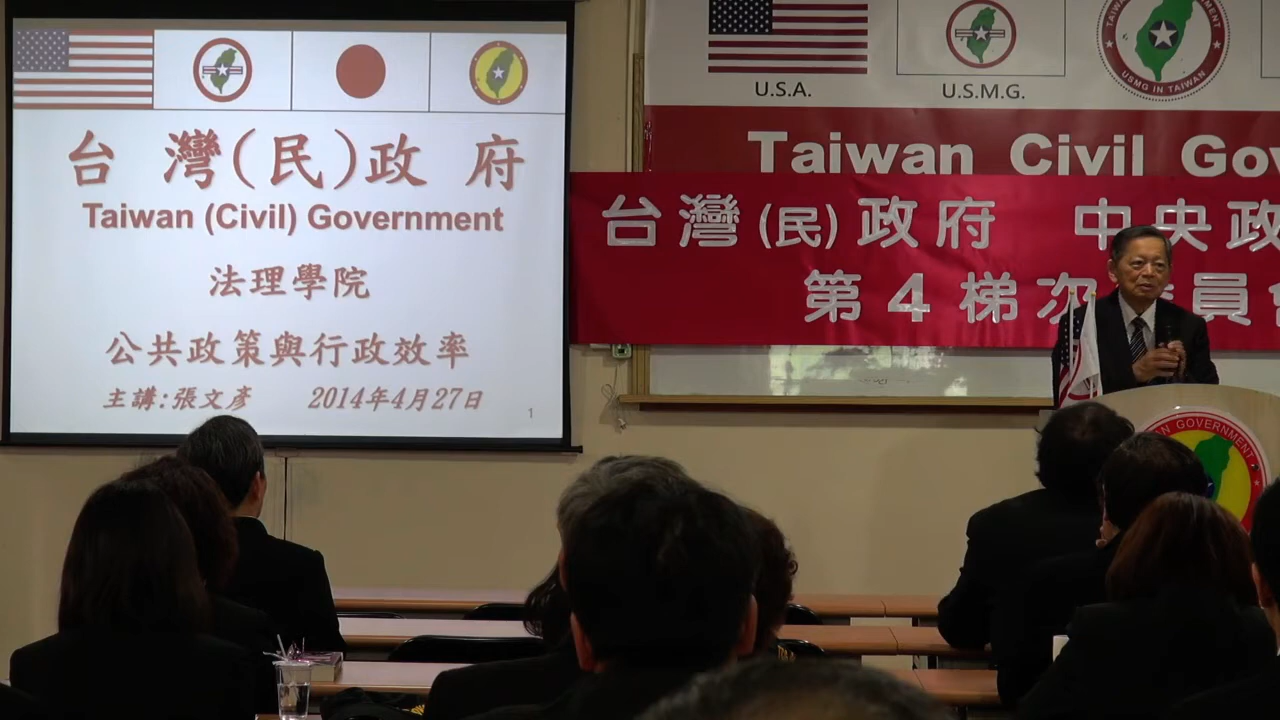 台 灣(民)政 府
Taiwan (Civil) Government
法理學院
公共政策與行政效率
主講:張文彥 2014年4月27日
1
U.S.A.
U.S.M.G.
USMG IN TAIWAN
Taiwan Civil Gov
台灣(民)政府 中央政
第4梯次 員
GOVERNMENT